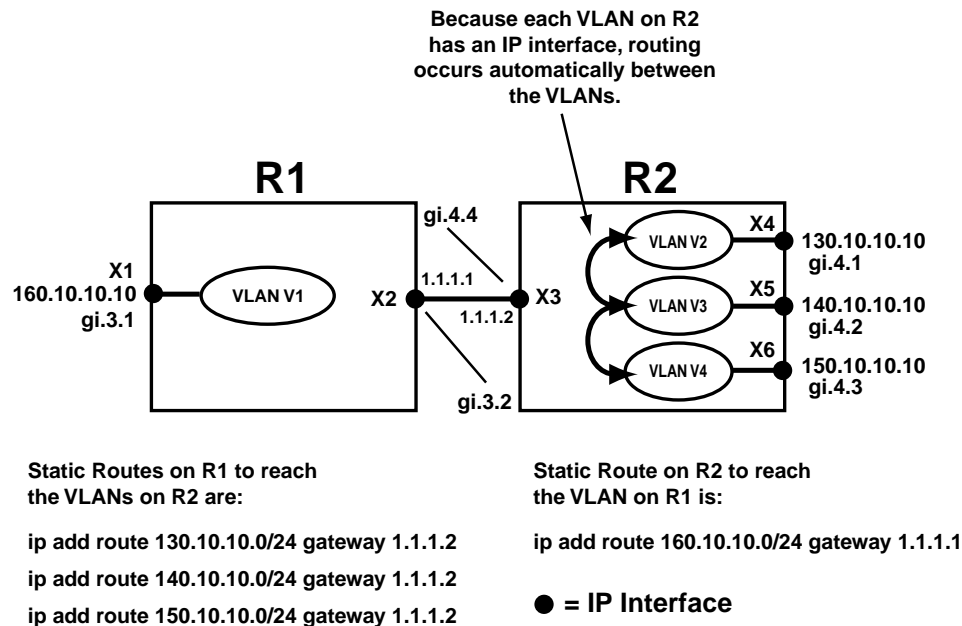 Because each VLAN on R2
has an IP interface, routing
occurs automatically between
the VLANs.
R1
R2
gi.4.4
X1
160.10.10.10
gi.3.1
VLAN V1
X2
1.1.1.1
1.1.1.2
X3
gi.3.2
VLAN V2
X4
130.10.10.10
gi.4.1
VLAN V3
X5
140.10.10.10
gi.4.2
VLAN V4
X6
150.10.10.10
gi.4.3
Static Routes on R1 to reach
the VLANs on R2 are:
ip add route 130.10.10.0/24 gateway 1.1.1.2
ip add route 140.10.10.0/24 gateway 1.1.1.2
ip add route 150.10.10.0/24 gateway 1.1.1.2
Static Route on R2 to reach
the VLAN on R1 is:
ip add route 160.10.10.0/24 gateway 1.1.1.1
= IP Interface